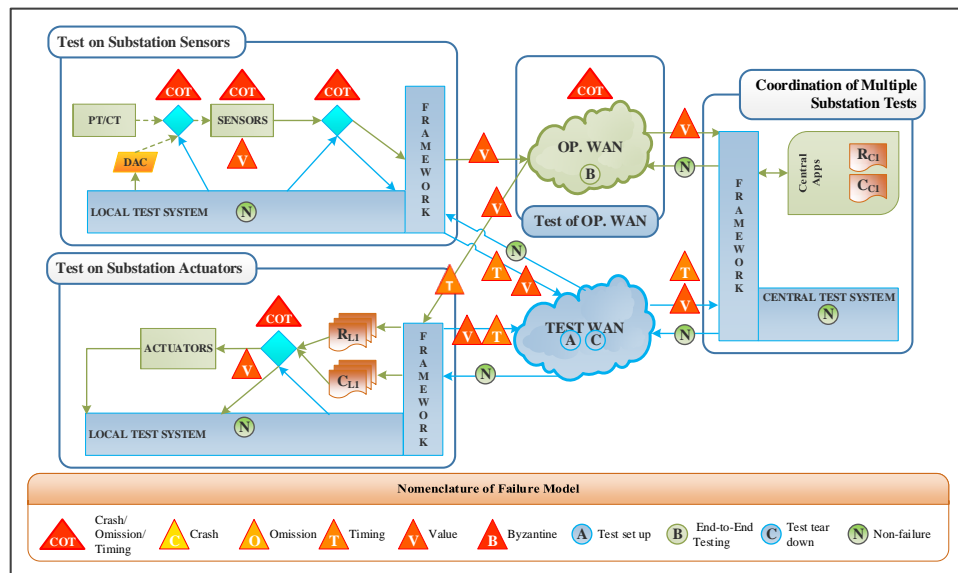 Test on Substation Sensors
COT
COT
COT
PT/CT
SENSORS
V
DAC
LOCAL TEST SYSTEM
N
FRAMEWORK
V
V
COT
OP. WAN
B
Test of OP. WAN
V
N
Coordination of Multiple
Substation Tests
FRAMEWORK
Central
Apps
RC1
CC1
CENTRAL TEST SYSTEM
N
N
T
V
T
V
N
TEST WAN
A
C
Test on Substation Actuators
T
COT
ACTUATORS
V
RL1
CL1
FRAMEWORK
V
T
N
LOCAL TEST SYSTEM
N
Nomenclature of Failure Model
COT
Crash/
Omission/
Timing
C
Crash
O
Omission
T
Timing
V
Value
B
Byzantine
A
Test set up
B
End-to-End
Testing
C
Test tear
down
N
Non-failure